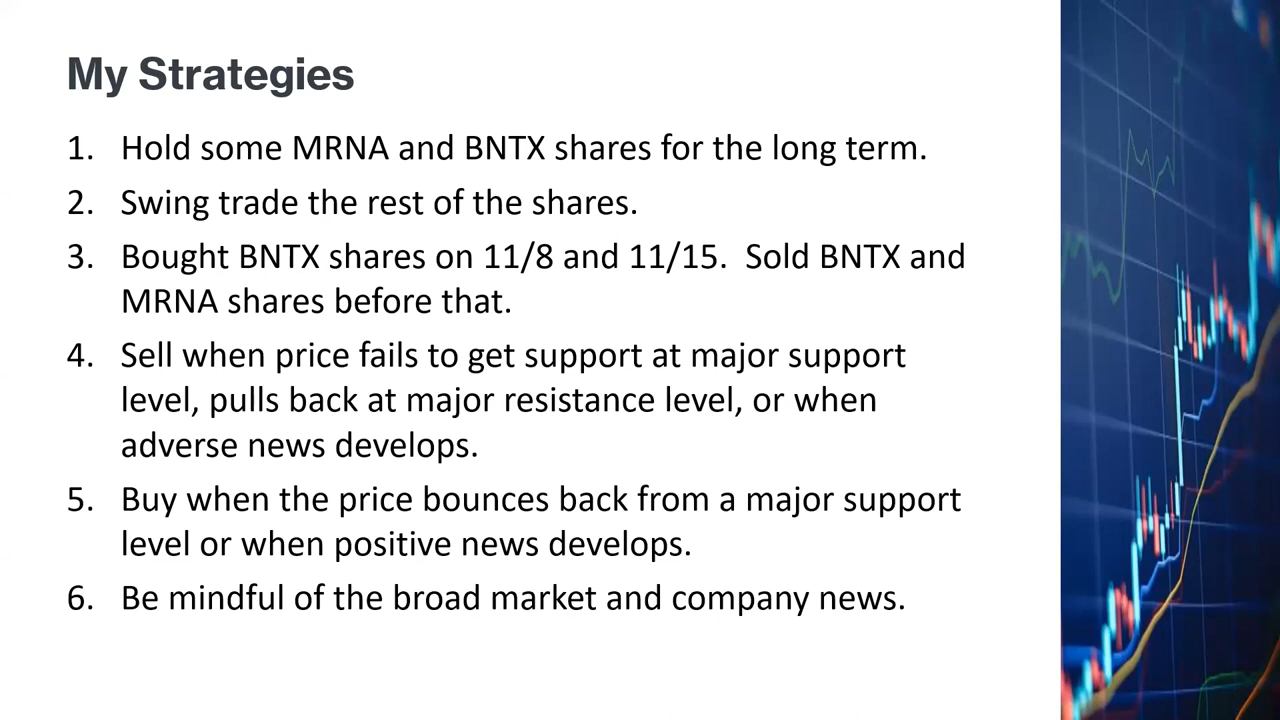 My Strategies
1. Hold some MRNA and BNTX shares for the long term.
2. Swing trade the rest of the shares.
3. Bought BNTX shares on 11/8 and 11/15.  Sold BNTX and
MRNA shares before that.
4. Sell when price fails to get support at major support
level, pulls back at major resistance level, or when
adverse news develops.
5. Buy when the price bounces back from a major support
level or when positive news develops.
6. Be mindful of the broad market and company news.